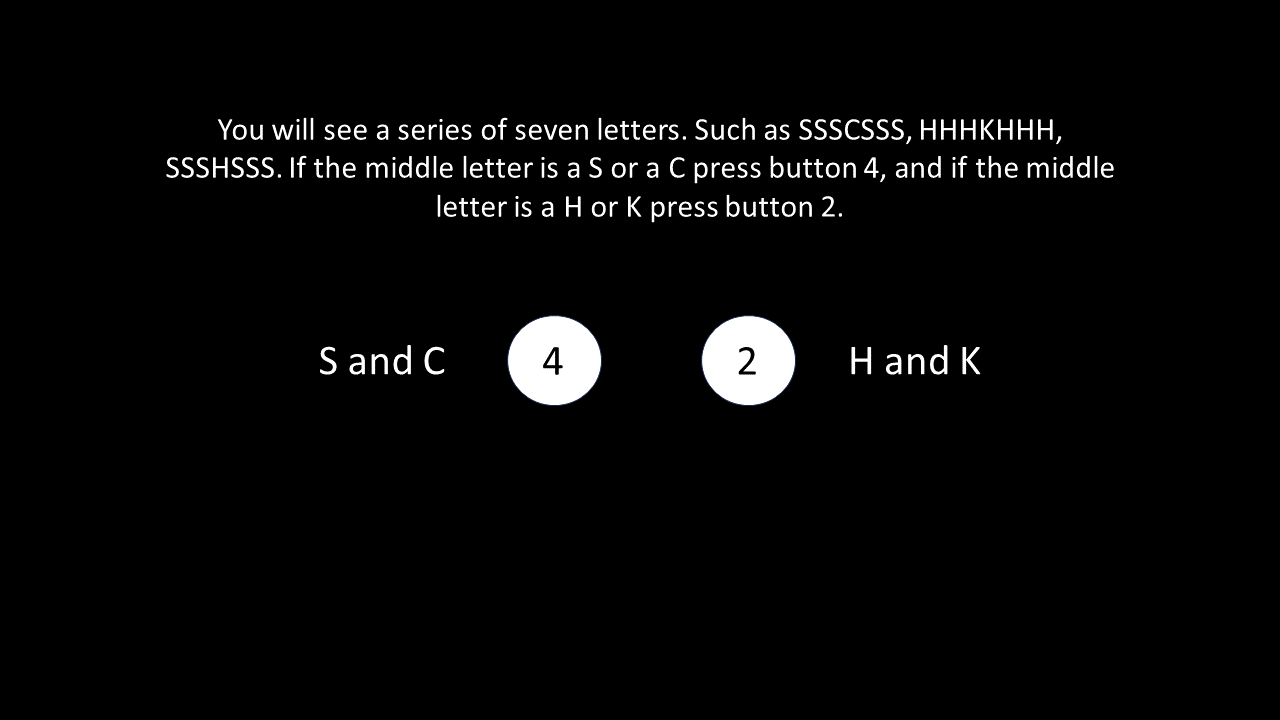 You will see a series of seven letters. Such as SSSCSSS, HHHKHHH,
SSSHSSS. If the middle letter is a S or a C press button 4, and if the middle
letter is a H or K press button 2.
S and C 4 2 H and K